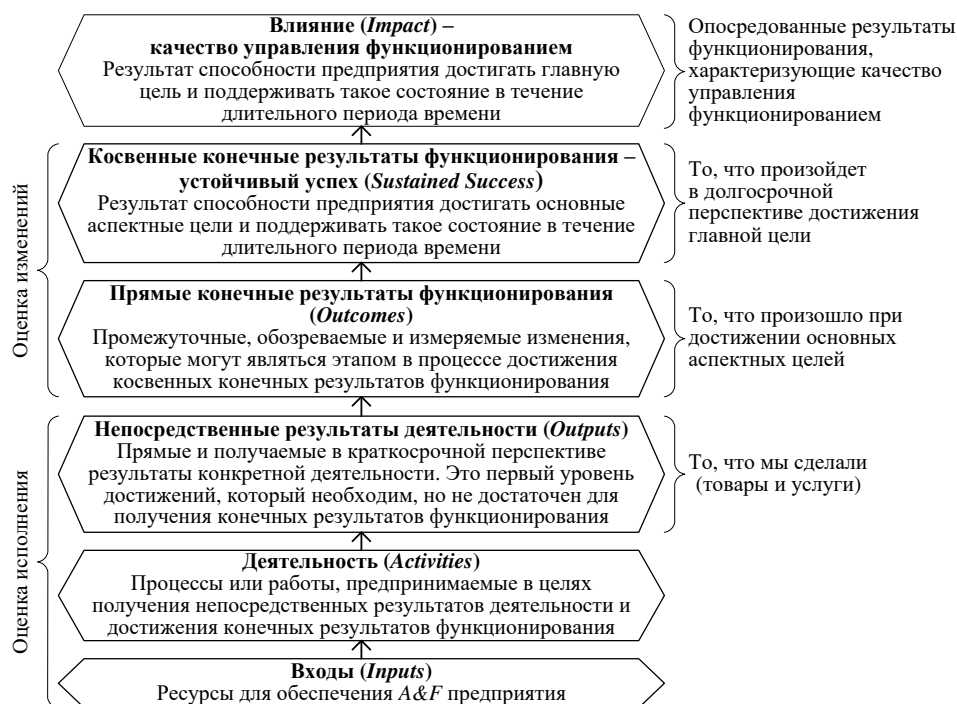 Влияние (Impact) –
качество управления функционированием
Результат способности предприятия достигать главную
цель и поддерживать такое состояние в течение
длительного периода времени
Опосредованные результаты
функционирования,
характеризующие качество
управления
функционированием
Оценка изменений
Косвенные конечные результаты функционирования –
устойчивый успех (Sustained Success)
Результат способности предприятия достигать основные
аспектные цели и поддерживать такое состояние в течение
длительного периода времени
То, что произойдет
в долгосрочной
перспективе достижения
главной цели
Прямые конечные результаты функционирования
(Outcomes)
Промежуточные, обозреваемые и измеряемые изменения,
которые могут являться этапом в процессе достижения
косвенных конечных результатов функционирования
То, что произошло при
достижении основных
аспектных целей
Оценка исполнения
Непосредственные результаты деятельности (Outputs)
Прямые и получаемые в краткосрочной перспективе
результаты конкретной деятельности. Это первый уровень
достижений, который необходим, но не достаточен для
получения конечных результатов функционирования
То, что мы сделали
(товары и услуги)
Деятельность (Activities)
Процессы или работы, предпринимаемые в целях
получения непосредственных результатов деятельности и
достижения конечных результатов функционирования
Входы (Inputs)
Ресурсы для обеспечения A&F предприятия